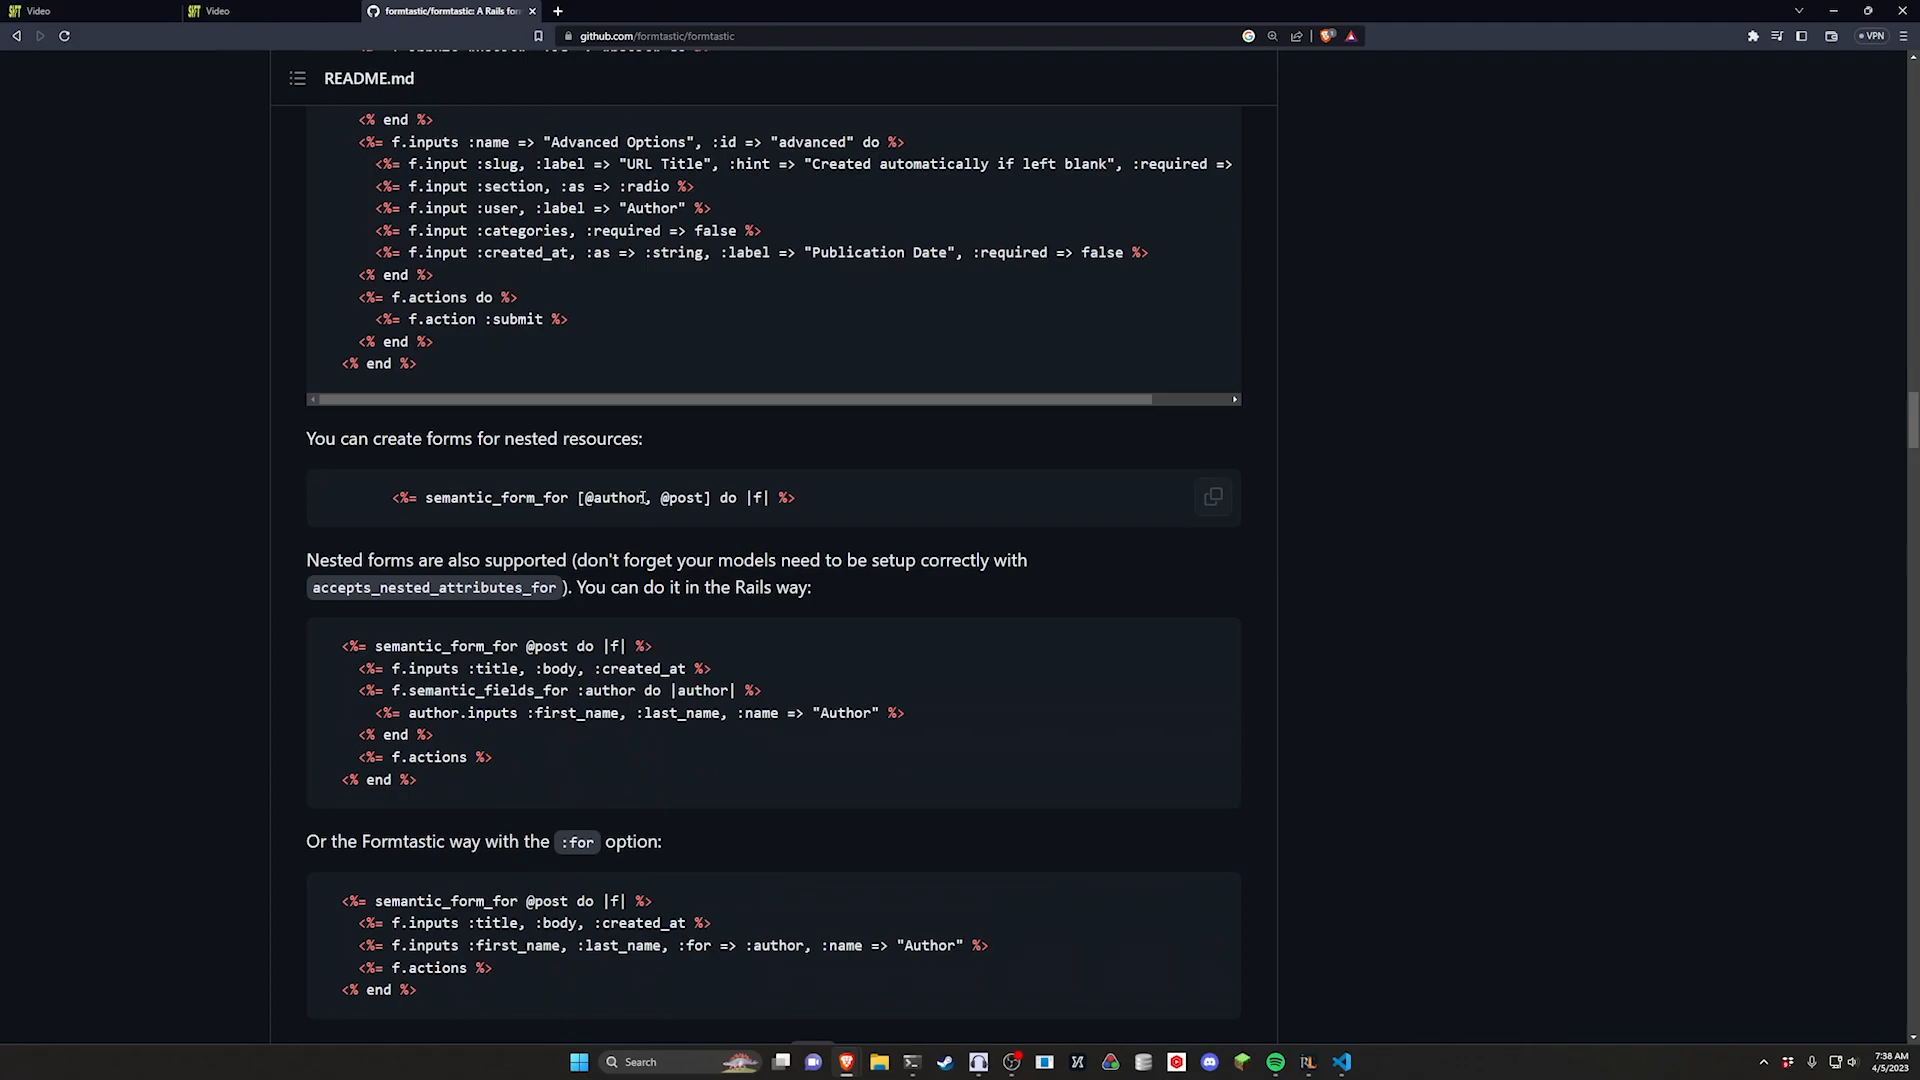 Video
Video
formtastic/formtastic: A Rails for
github.com/formtastic/formtastic
VPN
README.md
<% end %>
<%= f.inputs :name => "Advanced Options", :id => "advanced" do %>
<%= f.input :slug, :label => "URL Title", :hint => "Created automatically if left blank", :required =>
<%= f.input :section, :as => :radio %>
<%= f.input :user, :label => "Author" %>
<%= f.input :categories, :required => false %>
<%= f.input :created_at, :as => :string, :label => "Publication Date", :required => false %>
<% end %>
<%= f.actions do %>
<%= f.action :submit %>
<% end %>
<% end %>
You can create forms for nested resources:
<%= semantic_form_for [@author, @post] do |f| %>
Nested forms are also supported (don't forget your models need to be setup correctly with
accepts_nested_attributes_for ). You can do it in the Rails way:
<%= semantic_form_for @post do |f| %>
<%= f.inputs :title, :body, :created_at %>
<%= f.semantic_fields_for :author do |author| %>
<%= author.inputs :first_name, :last_name, :name => "Author" %>
<% end %>
<%= f.actions %>
<% end %>
Or the Formtastic way with the :for option:
<%= semantic_form_for @post do |f| %>
<%= f.inputs :title, :body, :created_at %>
<%= f.inputs :first_name, :last_name, :for => :author, :name => "Author" %>
<%= f.actions %>
<% end %>
Search
7:38 AM
4/5/2023